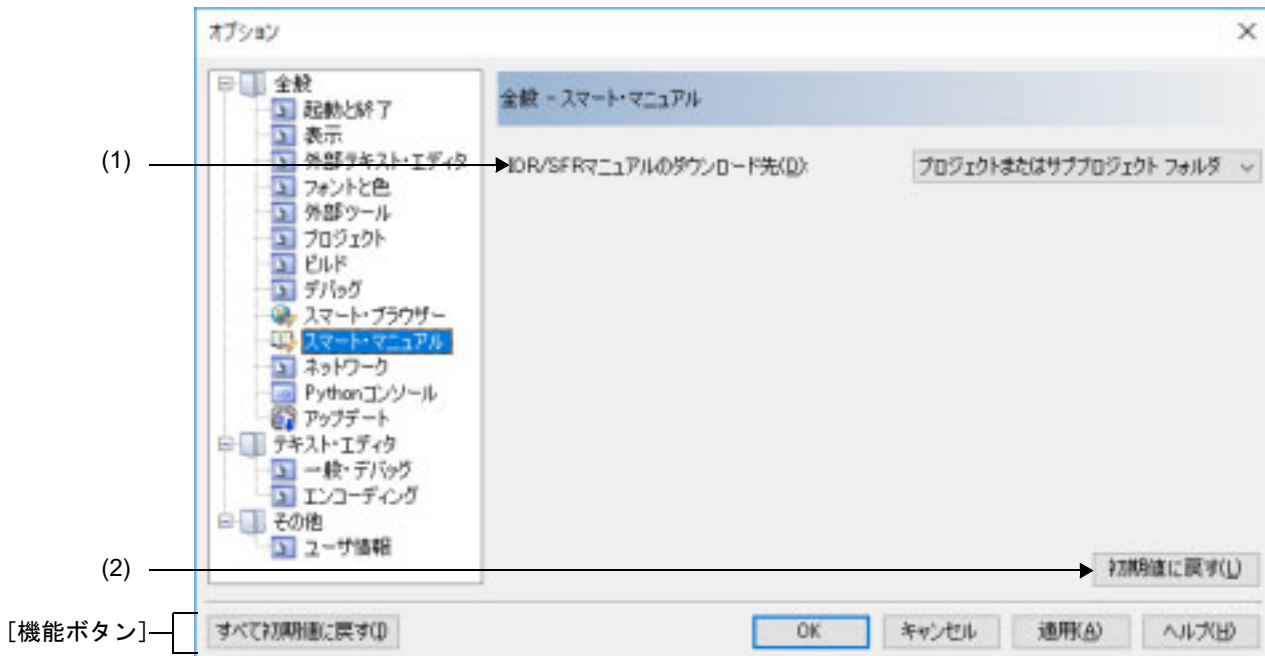 オプション
全般
起動と終了
表示
外部テキスト・エディタ
フォントと色
外部ツール
プロジェクト
ビルド
デバッグ
スマート・ブラウザー
スマート・マニュアル
ネットワーク
Pythonコンソール
アップデート
テキスト・エディタ
一般・デバッグ
エンコーディング
その他
ユーザ情報
全般 - スマート・マニュアル
(1)
IOR/SFRマニュアルのダウンロード先(D):
プロジェクトまたはサブプロジェクト フォルダ
(2)
初期値に戻す(L)
[機能ボタン]
すべて初期値に戻す(I)
OK
キャンセル
適用(A)
ヘルプ(H)